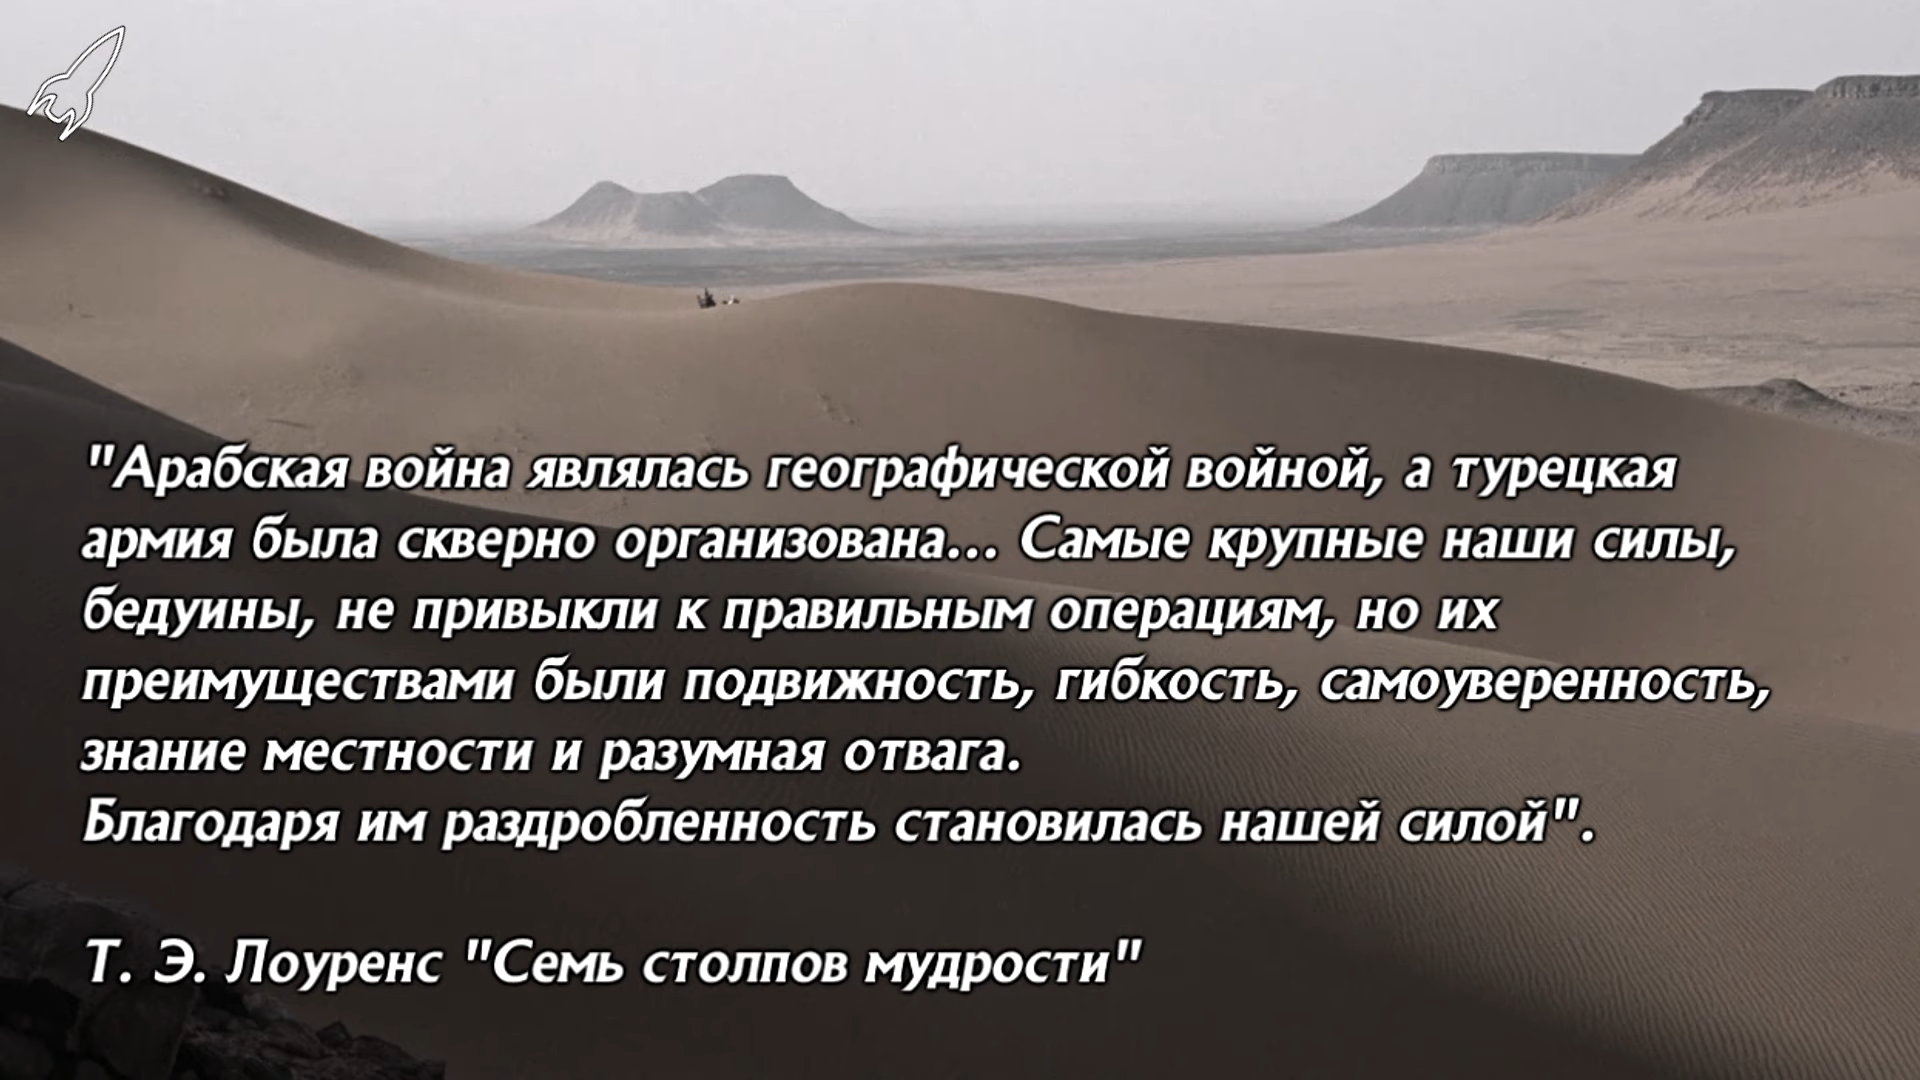 "Арабская война являлась географической войной, а турецкая
армия была скверно организована... Самые крупные наши силы,
бедуины, не привыкли к правильным операциям, но их
преимуществами были подвижность, гибкость, самоуверенность,
знание местности и разумная отвага.
Благодаря им раздробленность становилась нашей силой".
Т. Э. Лоуренс "Семь столпов мудрости"